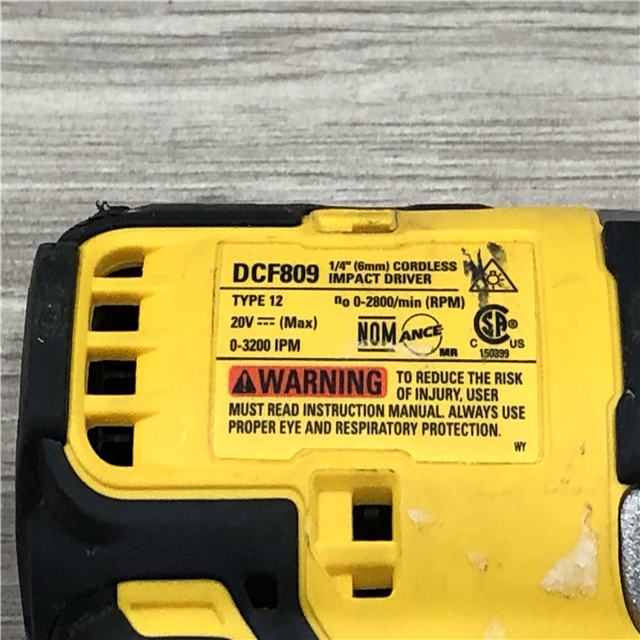 DCF809 1/4" (6mm) CORDLESS
IMPACT DRIVER
TYPE 12 no 0-2800/min (RPM)
20V ⎓ (Max)
NOM ANCE MR
0-3200 IPM
C SA® US
150399
WARNING TO REDUCE THE RISK
OF INJURY, USER
MUST READ INSTRUCTION MANUAL. ALWAYS USE
PROPER EYE AND RESPIRATORY PROTECTION.
WY